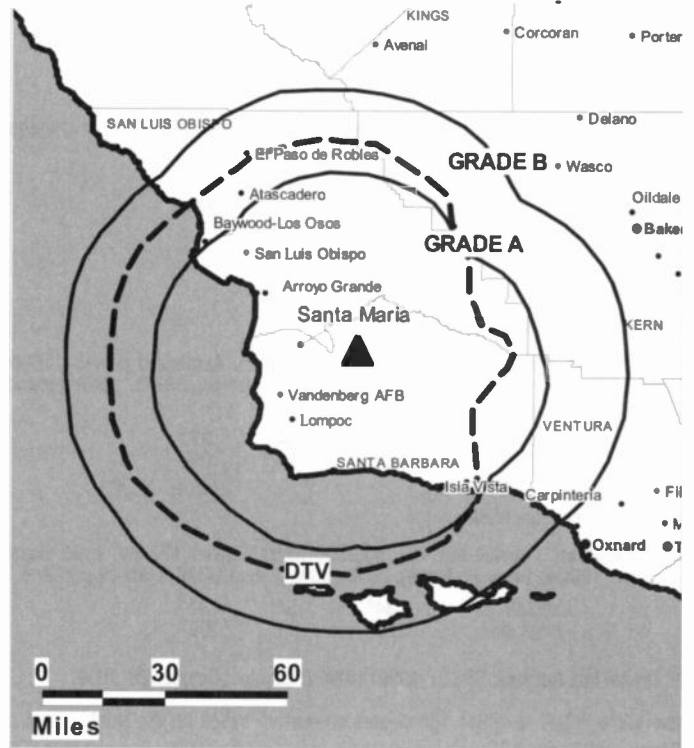 KINGS
Corcoran
Porter
Avenal
Delano
SAN LUIS OBISPO
El Paso de Robles
GRADE B
Wasco
Atascadero
Oildale
Baywood-Los Osos
Bake
GRADE A
San Luis Obispo
Arroyo Grande
Santa Maria
KERN
Vandenberg AFB
Lompoc
VENTURA
SANTA BARBARA
Isla Vista
Carpinteria
Fil
M
Oxnard
T
DTV
0 30 60
Miles